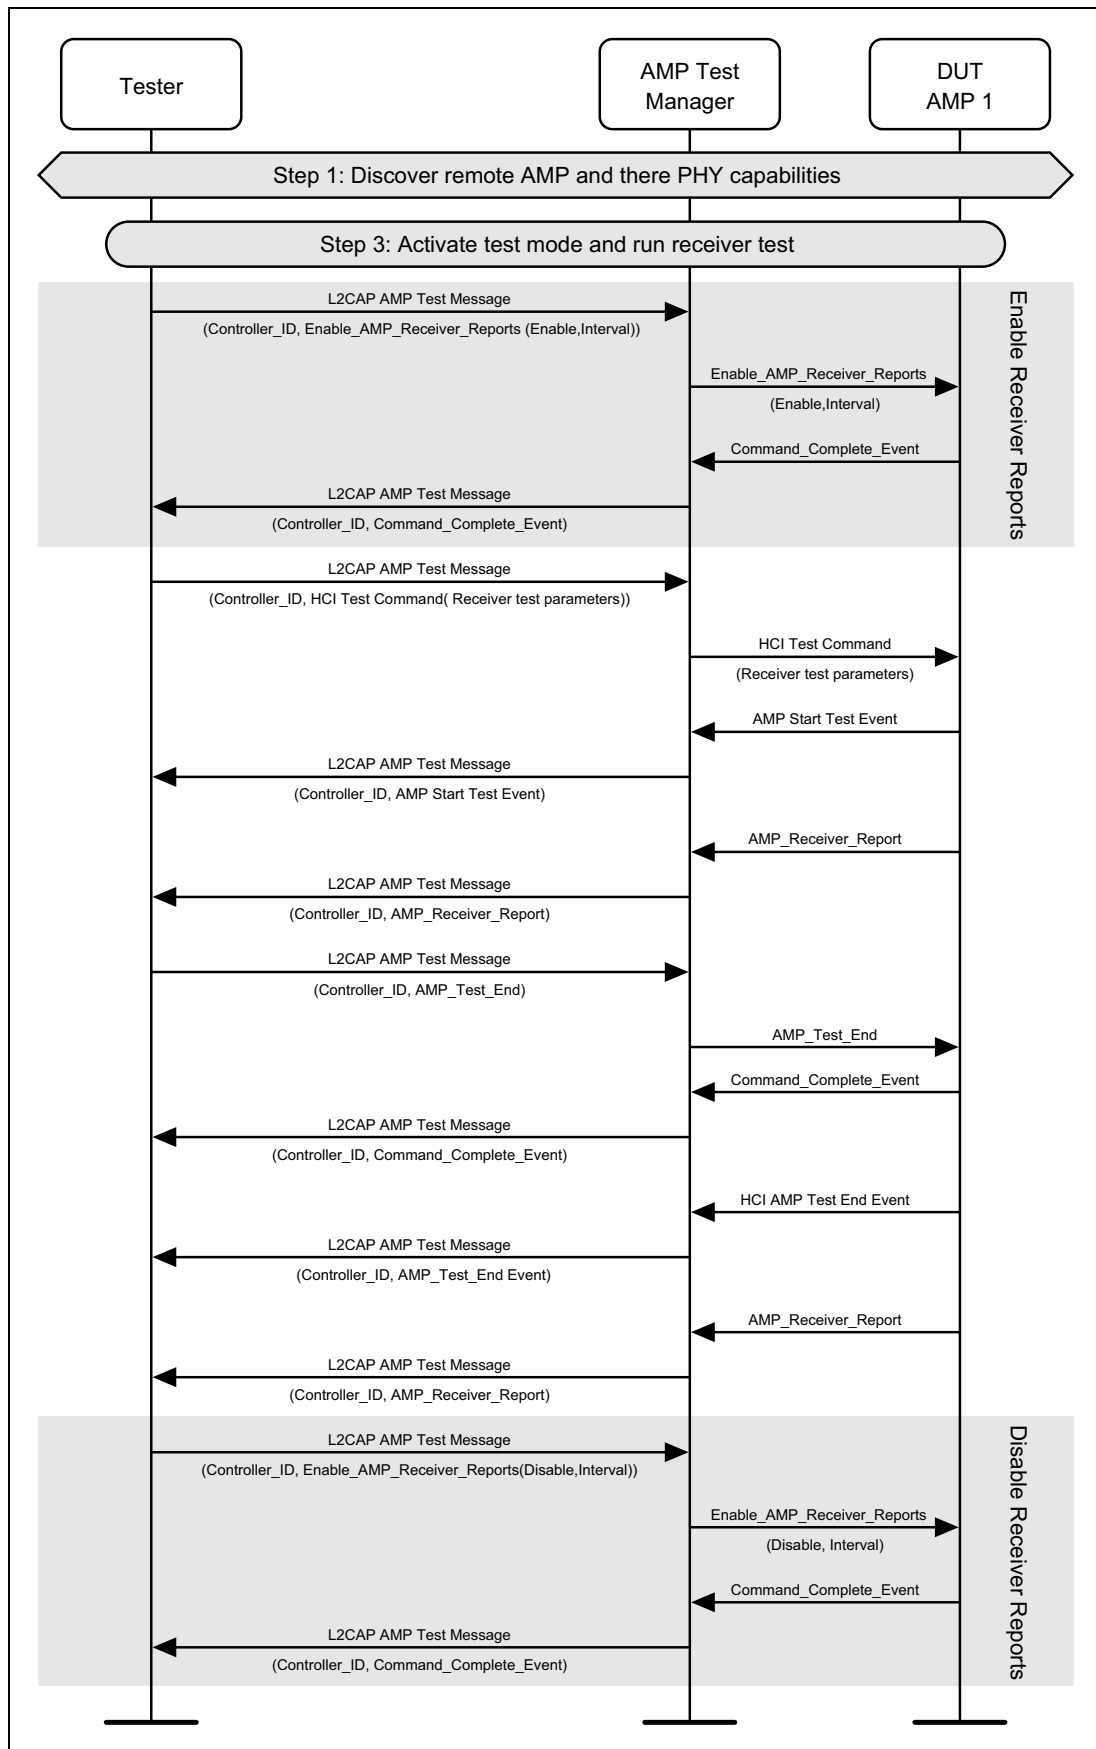 Tester
AMP Test
Manager
DUT
AMP 1
Step 1: Discover remote AMP and there PHY capabilities
Step 3: Activate test mode and run receiver test
Enable Receiver Reports
L2CAP AMP Test Message
(Controller_ID, Enable_AMP_Receiver_Reports (Enable,Interval))
Enable_AMP_Receiver_Reports
(Enable,Interval)
Command_Complete_Event
L2CAP AMP Test Message
(Controller_ID, Command_Complete_Event)
L2CAP AMP Test Message
(Controller_ID, HCI Test Command( Receiver test parameters))
HCI Test Command
(Receiver test parameters)
AMP Start Test Event
L2CAP AMP Test Message
(Controller_ID, AMP Start Test Event)
AMP_Receiver_Report
L2CAP AMP Test Message
(Controller_ID, AMP_Receiver_Report)
L2CAP AMP Test Message
(Controller_ID, AMP_Test_End)
AMP_Test_End
Command_Complete_Event
L2CAP AMP Test Message
(Controller_ID, Command_Complete_Event)
HCI AMP Test End Event
L2CAP AMP Test Message
(Controller_ID, AMP_Test_End Event)
AMP_Receiver_Report
L2CAP AMP Test Message
(Controller_ID, AMP_Receiver_Report)
Disable Receiver Reports
L2CAP AMP Test Message
(Controller_ID, Enable_AMP_Receiver_Reports(Disable,Interval))
Enable_AMP_Receiver_Reports
(Disable, Interval)
Command_Complete_Event
L2CAP AMP Test Message
(Controller_ID, Command_Complete_Event)